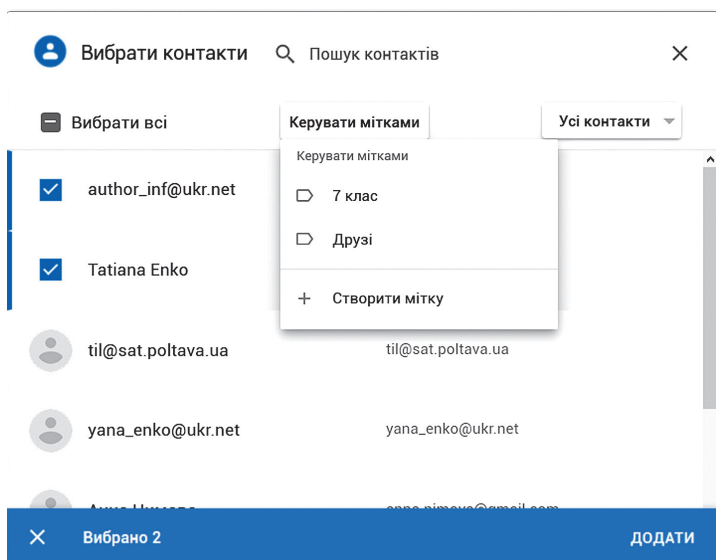 Вибрати контакти Пошук контактів
Вибрати всі Керувати мітками Усі контакти
Керувати мітками
author_inf@ukr.net
7 клас
Друзі
Tatiana Enko
Створити мітку
til@sat.poltava.ua til@sat.poltava.ua
yana_enko@ukr.net yana_enko@ukr.net
Вибрано 2 ДОДАТИ